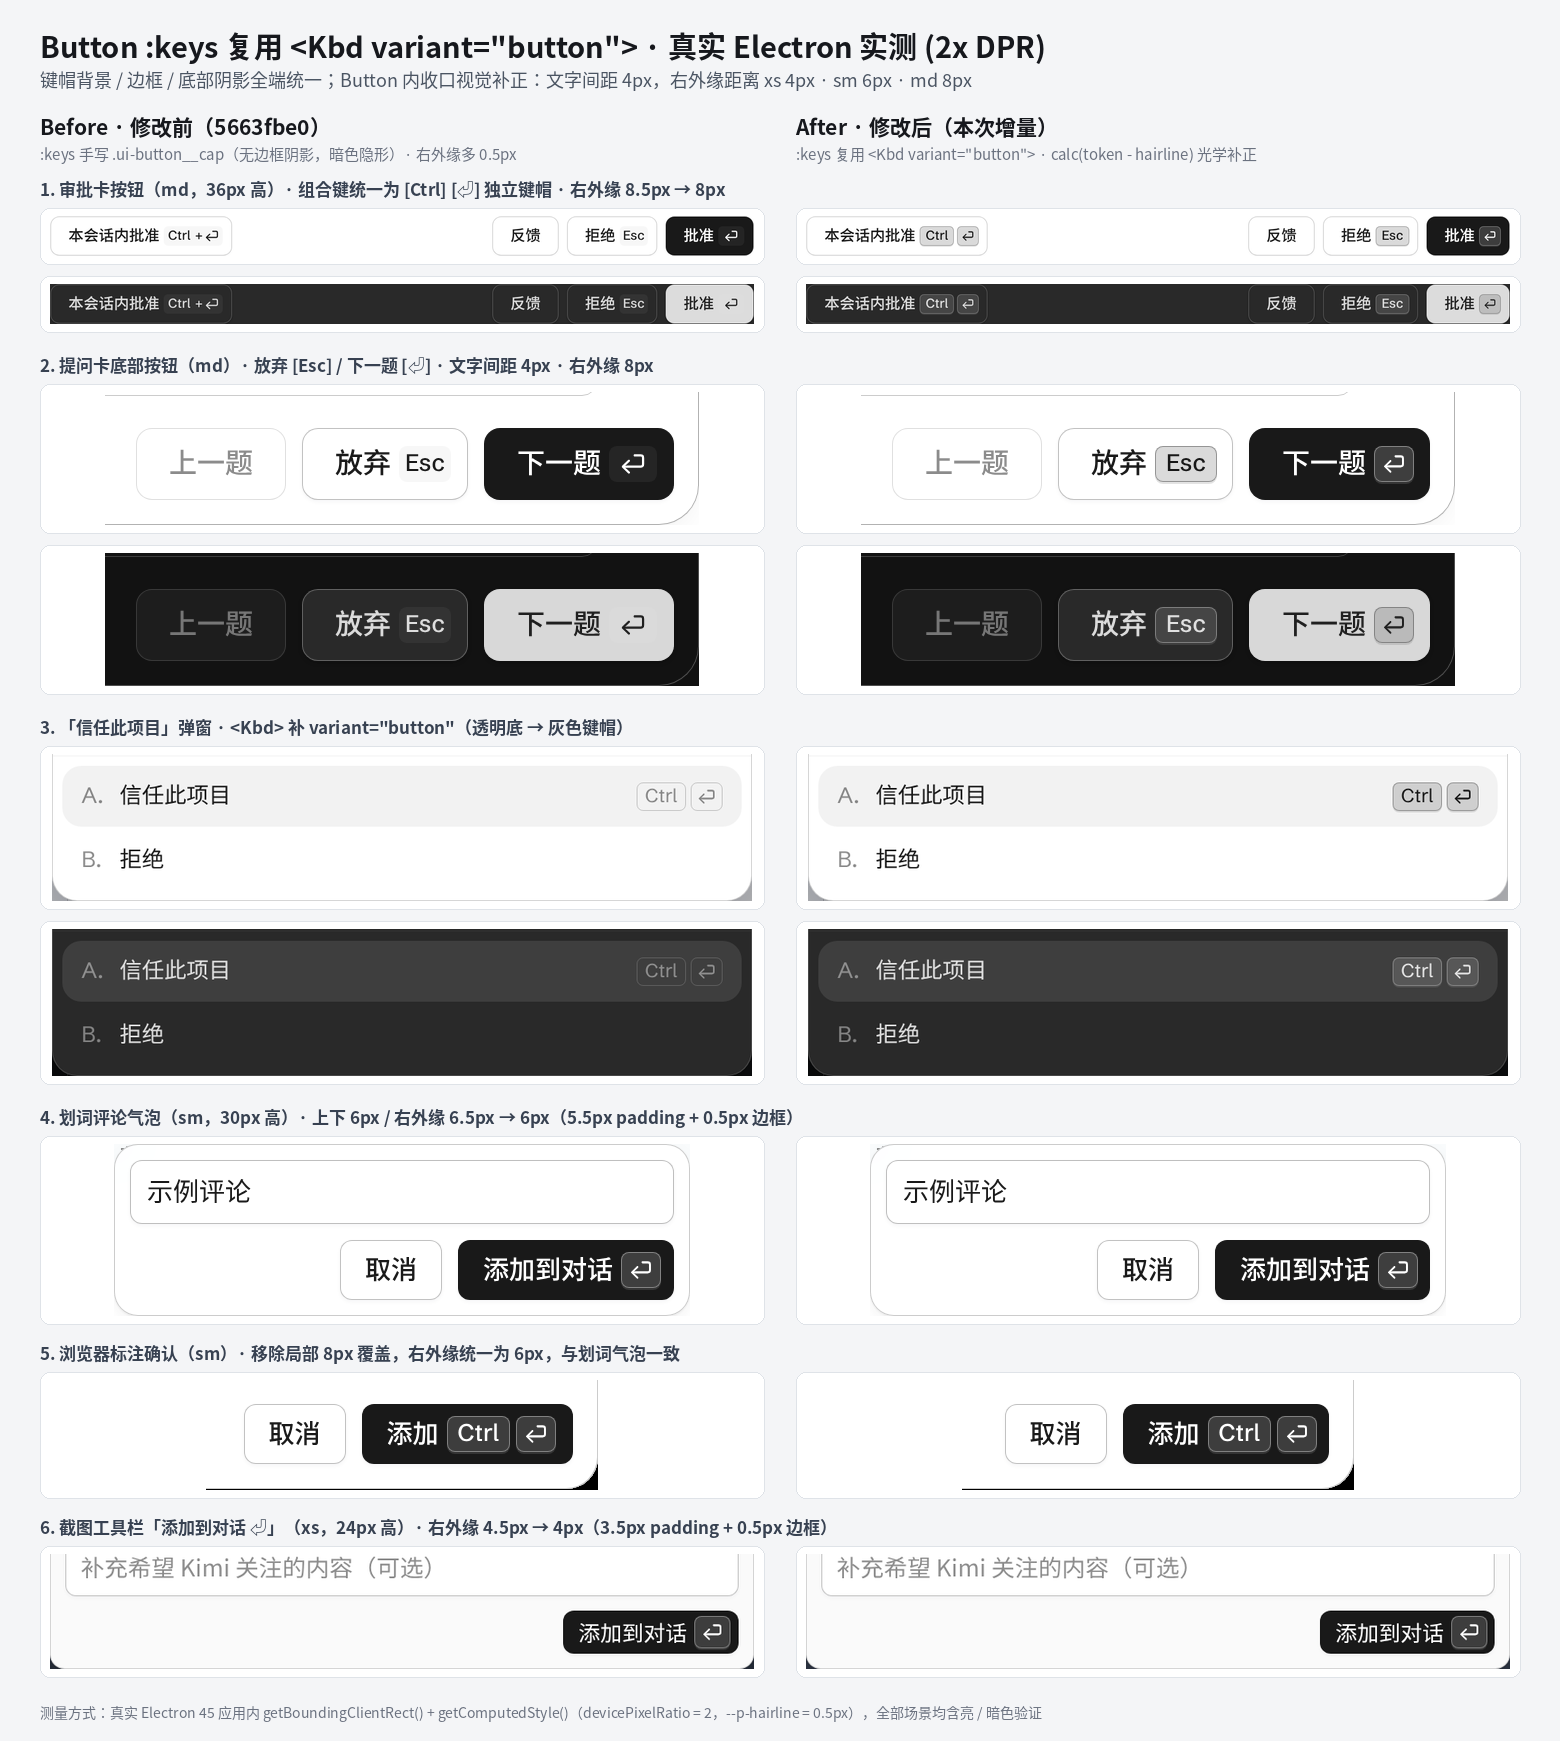 Button :keys 复用 <Kbd variant="button"> · 真实 Electron 实测 (2x DPR)
键帽背景 / 边框 / 底部阴影全端统一；Button 内收口视觉补正：文字间距 4px，右外缘距离 xs 4px · sm 6px · md 8px
Before · 修改前（5663fbe0）
:keys 手写 .ui-button__cap（无边框阴影，暗色隐形）· 右外缘多 0.5px
After · 修改后（本次增量）
:keys 复用 <Kbd variant="button"> · calc(token - hairline) 光学补正
1. 审批卡按钮（md，36px 高）· 组合键统一为 [Ctrl] [⏎] 独立键帽 · 右外缘 8.5px → 8px
本会话内批准 Ctrl + ⏎ 反馈 拒绝 Esc 批准 ⏎
本会话内批准 Ctrl ⏎ 反馈 拒绝 Esc 批准 ⏎
本会话内批准 Ctrl + ⏎ 反馈 拒绝 Esc 批准 ⏎
本会话内批准 Ctrl ⏎ 反馈 拒绝 Esc 批准 ⏎
2. 提问卡底部按钮（md）· 放弃 [Esc] / 下一题 [⏎] · 文字间距 4px · 右外缘 8px
上一题 放弃 Esc 下一题 ⏎
上一题 放弃 Esc 下一题 ⏎
上一题 放弃 Esc 下一题 ⏎
上一题 放弃 Esc 下一题 ⏎
3. 「信任此项目」弹窗 · <Kbd> 补 variant="button"（透明底 → 灰色键帽）
A. 信任此项目 Ctrl ⏎
B. 拒绝
A. 信任此项目 Ctrl ⏎
B. 拒绝
A. 信任此项目 Ctrl ⏎
B. 拒绝
A. 信任此项目 Ctrl ⏎
B. 拒绝
4. 划词评论气泡（sm，30px 高）· 上下 6px / 右外缘 6.5px → 6px（5.5px padding + 0.5px 边框）
示例评论
取消 添加到对话 ⏎
示例评论
取消 添加到对话 ⏎
5. 浏览器标注确认（sm）· 移除局部 8px 覆盖，右外缘统一为 6px，与划词气泡一致
取消 添加 Ctrl ⏎
取消 添加 Ctrl ⏎
6. 截图工具栏「添加到对话 ⏎」（xs，24px 高）· 右外缘 4.5px → 4px（3.5px padding + 0.5px 边框）
补充希望 Kimi 关注的内容（可选）
添加到对话 ⏎
补充希望 Kimi 关注的内容（可选）
添加到对话 ⏎
测量方式：真实 Electron 45 应用内 getBoundingClientRect() + getComputedStyle()（devicePixelRatio = 2，--p-hairline = 0.5px），全部场景均含亮 / 暗色验证